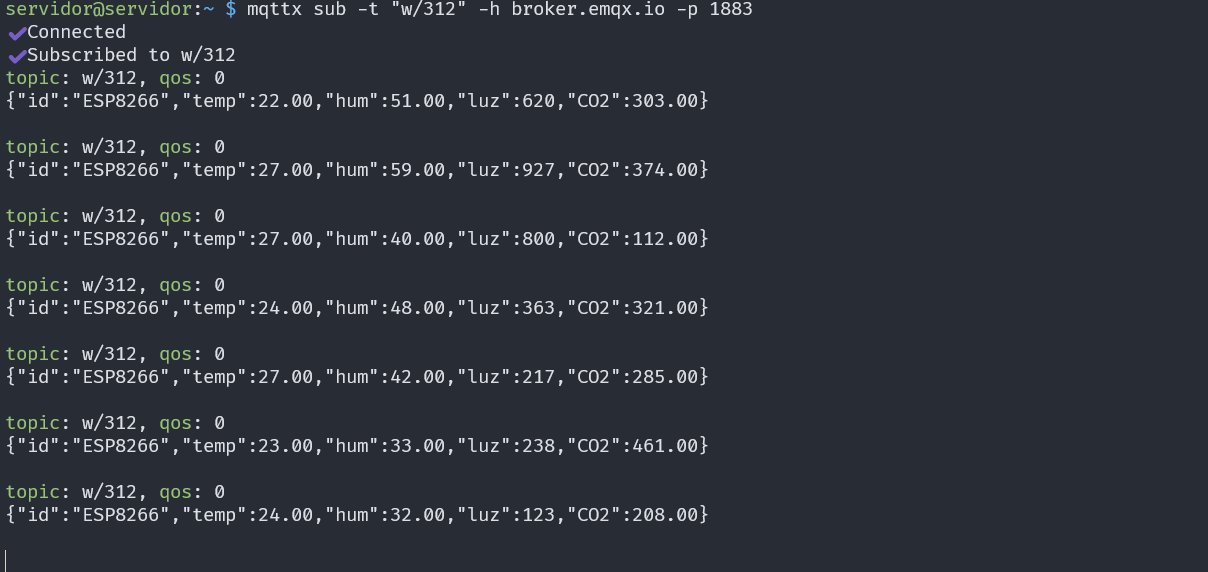 servidor@servidor:~ $ mqttx sub -t "w/312" -h broker.emqx.io -p 1883
✔Connected
✔Subscribed to w/312
topic: w/312, qos: 0
{"id":"ESP8266","temp":22.00,"hum":51.00,"luz":620,"CO2":303.00}
topic: w/312, qos: 0
{"id":"ESP8266","temp":27.00,"hum":59.00,"luz":927,"CO2":374.00}
topic: w/312, qos: 0
{"id":"ESP8266","temp":27.00,"hum":40.00,"luz":800,"CO2":112.00}
topic: w/312, qos: 0
{"id":"ESP8266","temp":24.00,"hum":48.00,"luz":363,"CO2":321.00}
topic: w/312, qos: 0
{"id":"ESP8266","temp":27.00,"hum":42.00,"luz":217,"CO2":285.00}
topic: w/312, qos: 0
{"id":"ESP8266","temp":23.00,"hum":33.00,"luz":238,"CO2":461.00}
topic: w/312, qos: 0
{"id":"ESP8266","temp":24.00,"hum":32.00,"luz":123,"CO2":208.00}